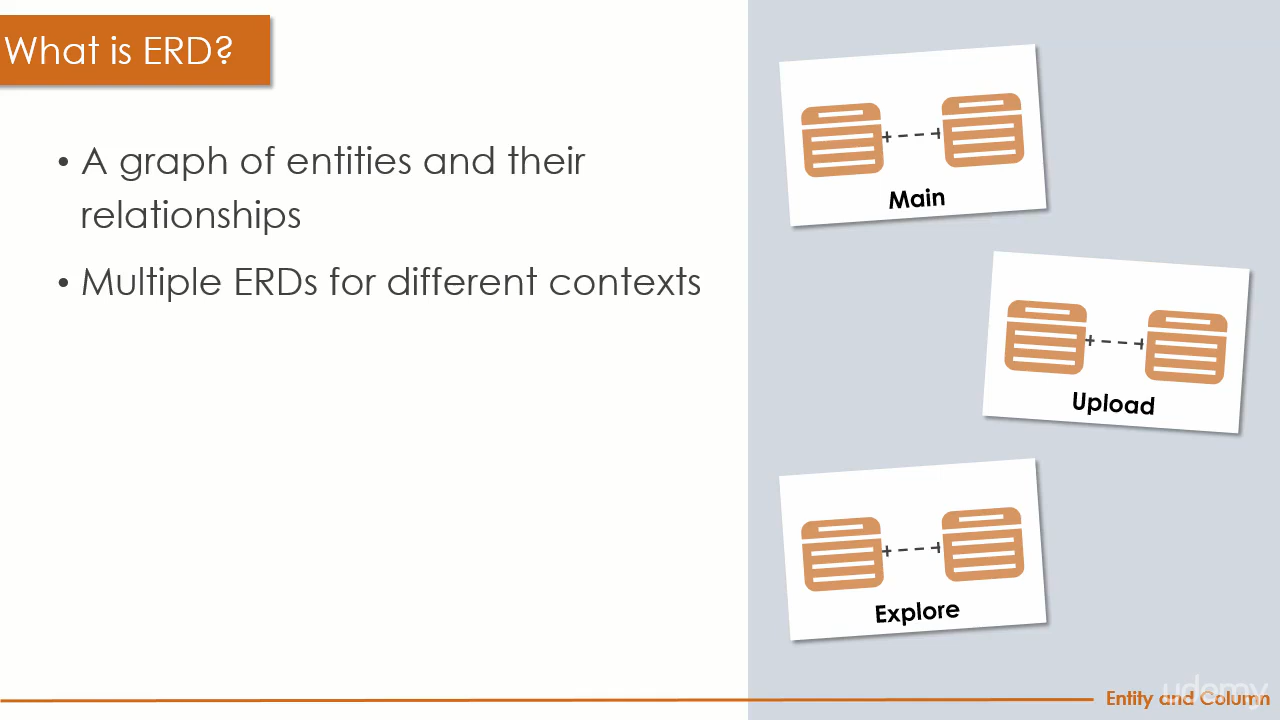 What is ERD?
• A graph of entities and their
relationships
• Multiple ERDs for different contexts
Main
Upload
Explore
Entity and Column
udemy